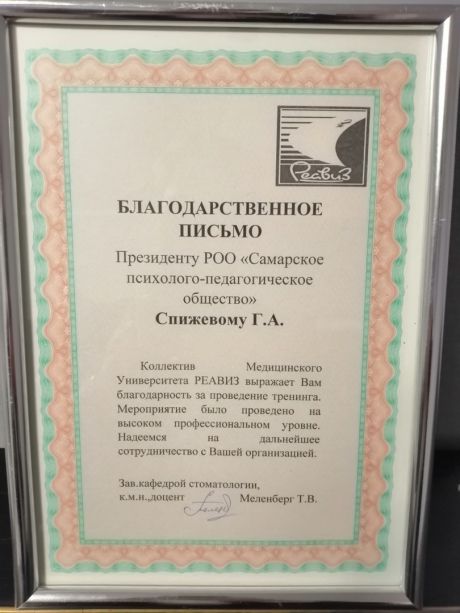 Реавиз
БЛАГОДАРСТВЕННОЕ
ПИСЬМО
Президенту РОО «Самарское
психолого-педагогическое
общество»
Спижевому Г.А.
Коллектив Медицинского
Университета РЕАВИЗ выражает Вам
благодарность за проведение тренинга.
Мероприятие было проведено на
высоком профессиональном уровне.
Надеемся на дальнейшее
сотрудничество с Вашей организацией.
Зав.кафедрой стоматологии,
к.м.н.,доцент Меленберг Т.В.